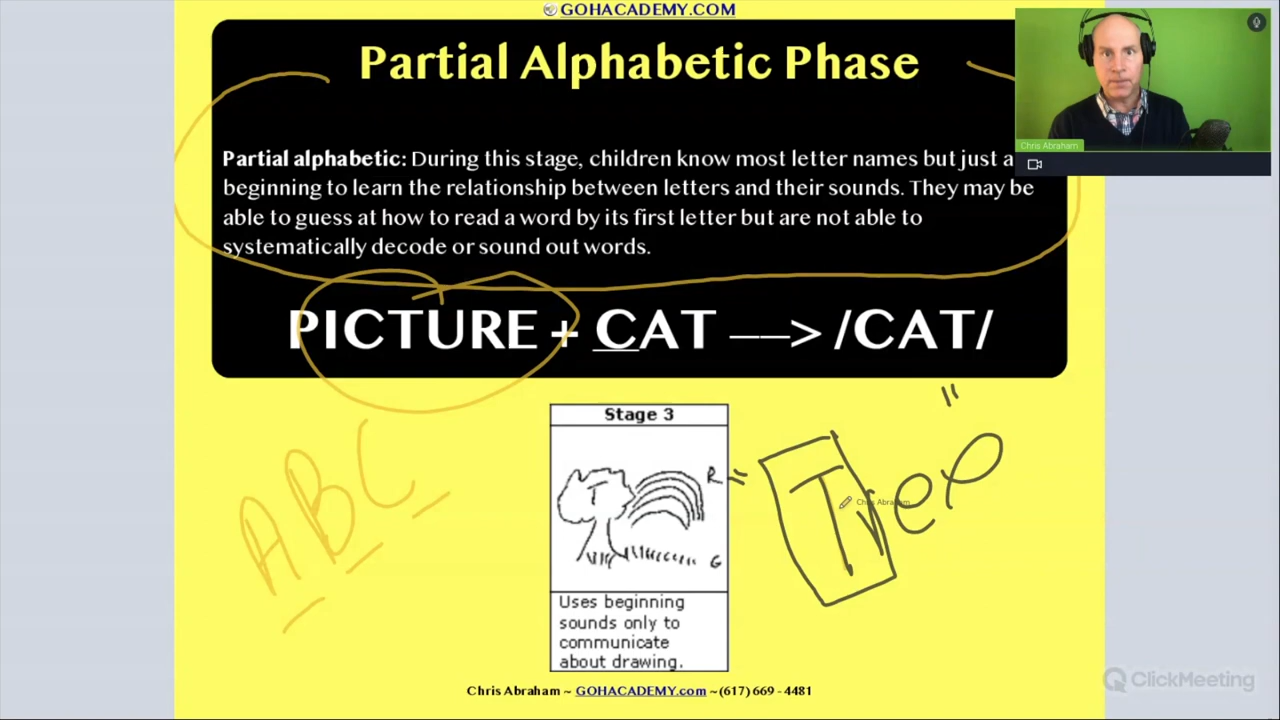 GOHACADEMY.COM
Partial Alphabetic Phase
Chris Abraham
Partial alphabetic: During this stage, children know most letter names but just a
beginning to learn the relationship between letters and their sounds. They may be
able to guess at how to read a word by its first letter but are not able to
systematically decode or sound out words.
PICTURE + CAT —–> /CAT/
Stage 3
T
R
G
ABC
" Tree "
Chris Abraham
Uses beginning
sounds only to
communicate
about drawing.
ClickMeeting
Chris Abraham ~ GOHACADEMY.com ~(617) 669 - 4481